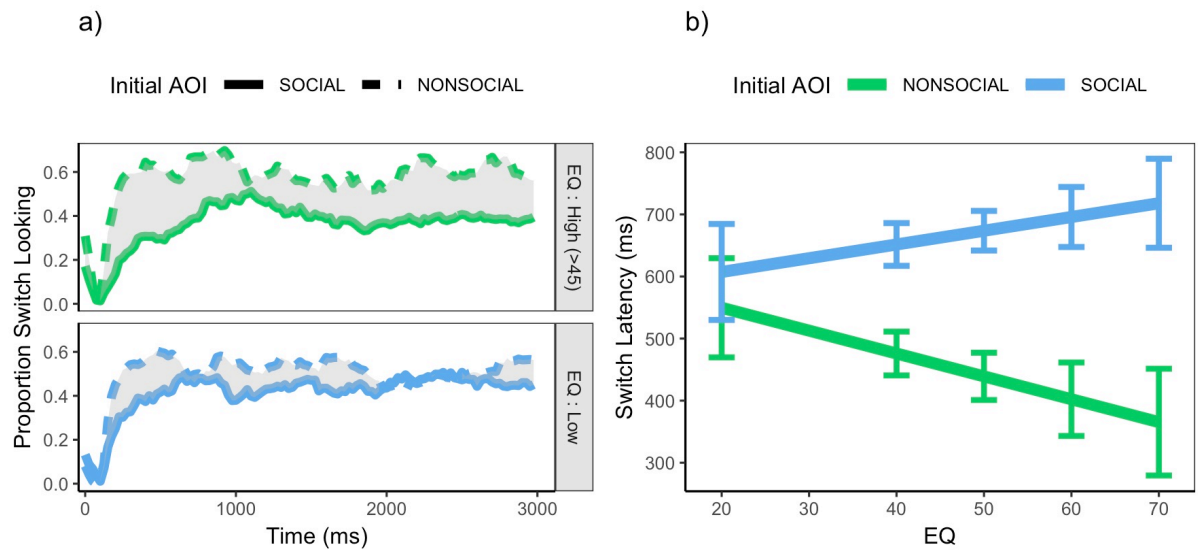 a)
Initial AOI SOCIAL NONSOCIAL
Proportion Switch Looking
0.6
0.4
0.2
0.0
EQ : High (>45)
0.6
0.4
0.2
0.0
EQ : Low
0 1000 2000 3000
Time (ms)
b)
Initial AOI NONSOCIAL SOCIAL
Switch Latency (ms)
800
700
600
500
400
300
20 30 40 50 60 70
EQ